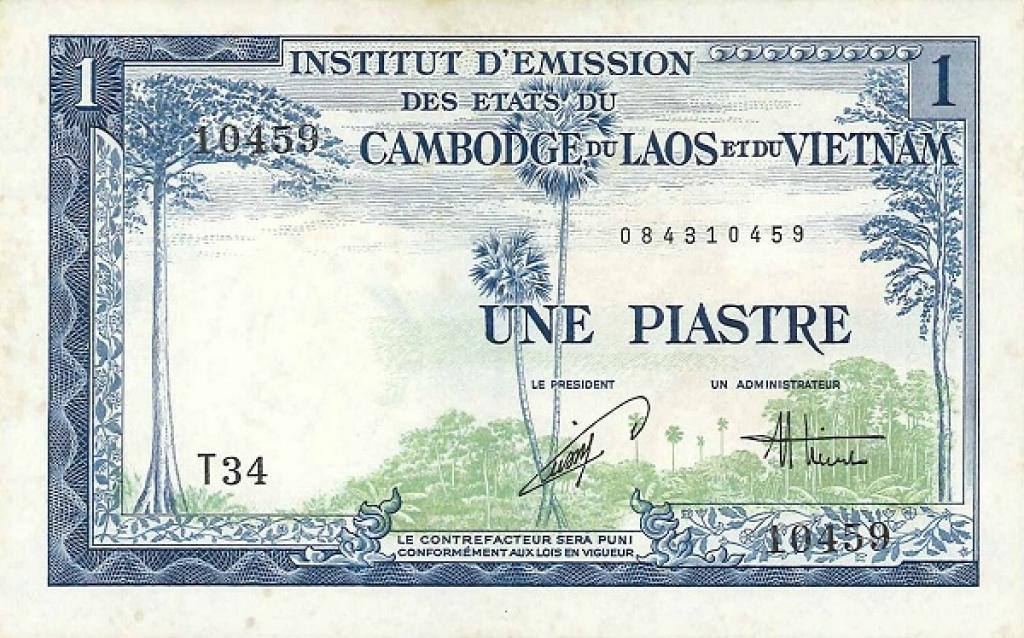 1
1
INSTITUT D'EMISSION
DES ETATS DU
CAMBODGE DU LAOS ET DU VIETNAM
10459
084310459
UNE PIASTRE
LE PRESIDENT
UN ADMINISTRATEUR
T34
10459
LE CONTREFACTEUR SERA PUNI
CONFORMÉMENT AUX LOIS EN VIGUEUR